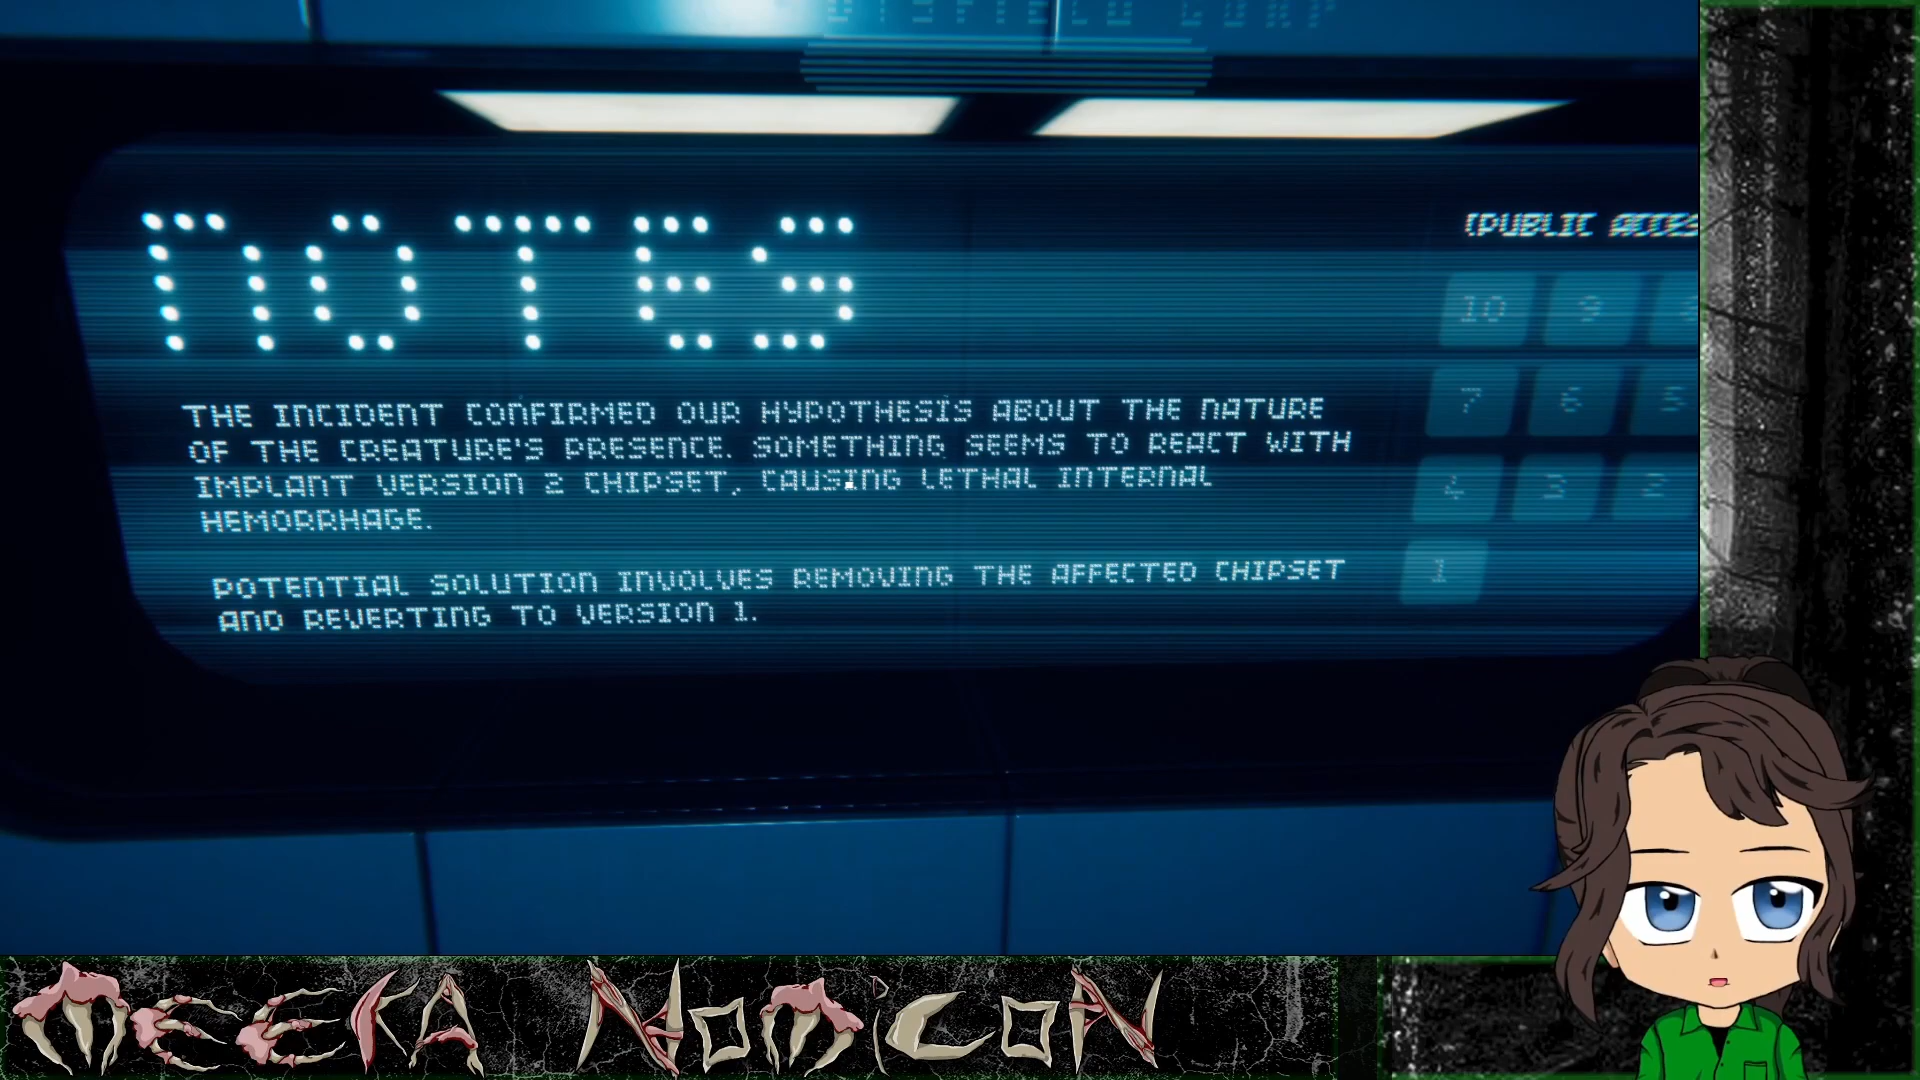 NOTES
(PUBLIC
10 9
THE INCIDENT CONFIRMED OUR HYPOTHESIS ABOUT THE NATURE
OF THE CREATURE'S PRESENCE. SOMETHING SEEMS TO REACT WITH
IMPLANT VERSION 2 CHIPSET, CAUSING LETHAL INTERNAL
HEMORRHAGE.
7 6 5
4 3 2
POTENTIAL SOLUTION INVOLVES REMOVING THE AFFECTED CHIPSET
AND REVERTING TO VERSION 1.
1
MEEKA NOMICON